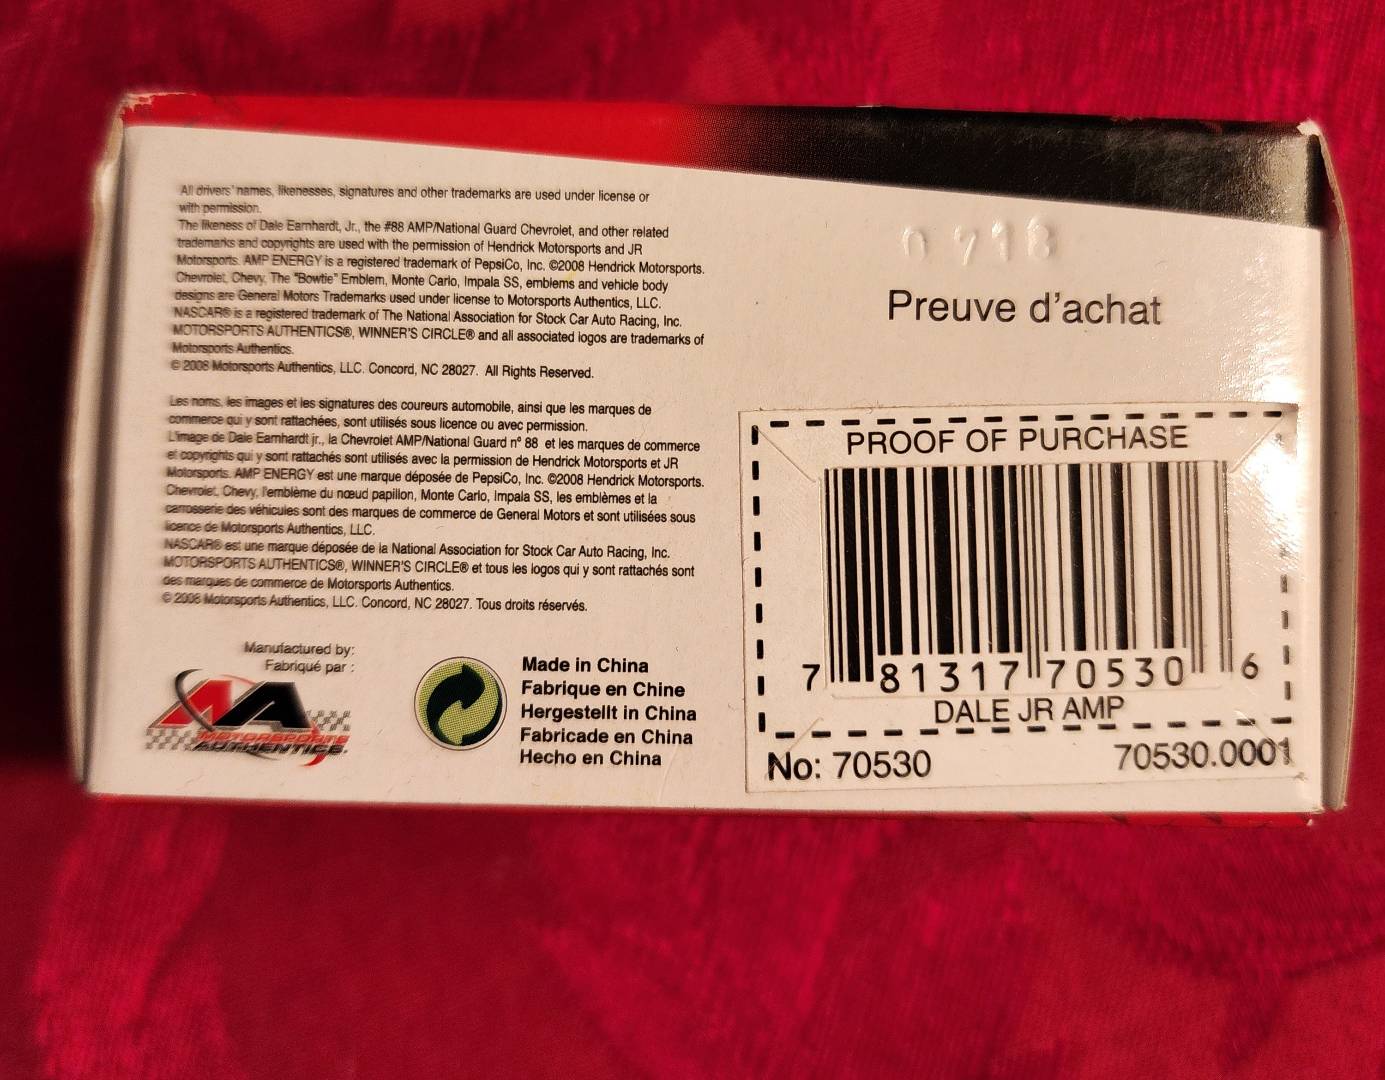 All drivers' names, likenesses, signatures and other trademarks are used under license or
with permission.
The likeness of Dale Earnhardt, Jr., the #88 AMP/National Guard Chevrolet, and other related
trademarks and copyrights are used with the permission of Hendrick Motorsports and JR
Motorsports. AMP ENERGY is a registered trademark of PepsiCo, Inc. ©2008 Hendrick Motorsports.
Chevrolet, Chevy, The "Bowtie" Emblem, Monte Carlo, Impala SS, emblems and vehicle body
designs are General Motors Trademarks used under license to Motorsports Authentics, LLC.
NASCAR® is a registered trademark of The National Association for Stock Car Auto Racing, Inc.
MOTORSPORTS AUTHENTICS®, WINNER'S CIRCLE® and all associated logos are trademarks of
Motorsports Authentics.
© 2008 Motorsports Authentics, LLC. Concord, NC 28027. All Rights Reserved.
Les noms, les images et les signatures des coureurs automobile, ainsi que les marques de
commerce qui y sont rattachées, sont utilisés sous licence ou avec permission.
L'image de Dale Earnhardt jr., la Chevrolet AMP/National Guard n° 88 et les marques de commerce
et copyrights qui y sont rattachés sont utilisés avec la permission de Hendrick Motorsports et JR
Motorsports. AMP ENERGY est une marque déposée de PepsiCo, Inc. ©2008 Hendrick Motorsports.
Chevrolet, Chevy, l'emblème du nœud papillon, Monte Carlo, Impala SS, les emblèmes et la
carrosserie des véhicules sont des marques de commerce de General Motors et sont utilisées sous
licence de Motorsports Authentics, LLC.
NASCAR® est une marque déposée de la National Association for Stock Car Auto Racing, Inc.
MOTORSPORTS AUTHENTICS®, WINNER'S CIRCLE® et tous les logos qui y sont rattachés sont
des marques de commerce de Motorsports Authentics.
© 2008 Motorsports Authentics, LLC. Concord, NC 28027. Tous droits réservés.
Manufactured by:
Fabriqué par :
MOTORSPORTS
AUTHENTICS.
Made in China
Fabrique en Chine
Hergestellt in China
Fabricade en China
Hecho en China
Preuve d'achat
PROOF OF PURCHASE
7 81317 70530 6
DALE JR AMP
No: 70530 70530.0001